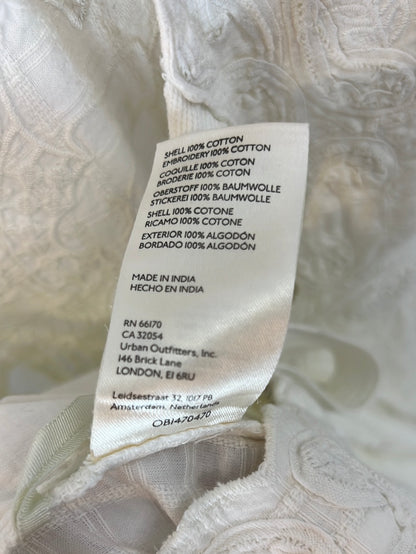 SHELL 100% COTTON
EMBROIDERY 100% COTTON
COQUILLE 100% COTON
BRODERIE 100% COTON
OBERSTOFF 100% BAUMWOLLE
STICKEREI 100% BAUMWOLLE
SHELL 100% COTONE
RICAMO 100% COTONE
EXTERIOR 100% ALGODÓN
BORDADO 100% ALGODÓN
MADE IN INDIA
HECHO EN INDIA
RN 66170
CA 32054
Urban Outfitters, Inc.
146 Brick Lane
LONDON, E1 6RU
Leidsestraat 32, 1017 PB
Amsterdam, Netherlands
OB1470470